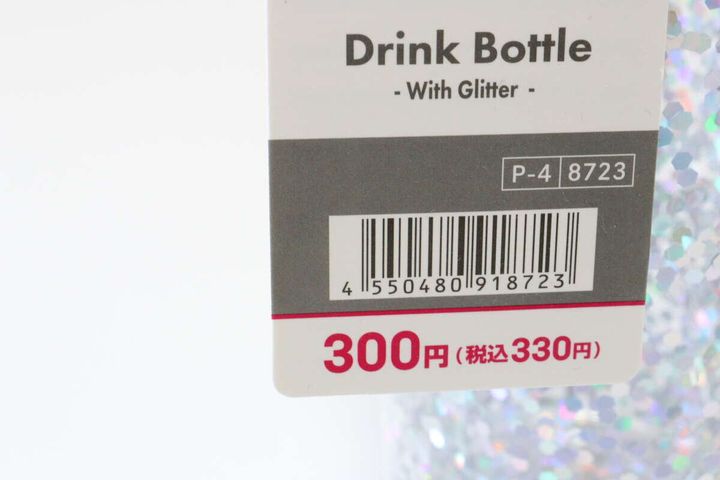 Drink Bottle
- With Glitter -
P-4 8723
4 550480 918723
300円(税込330円)